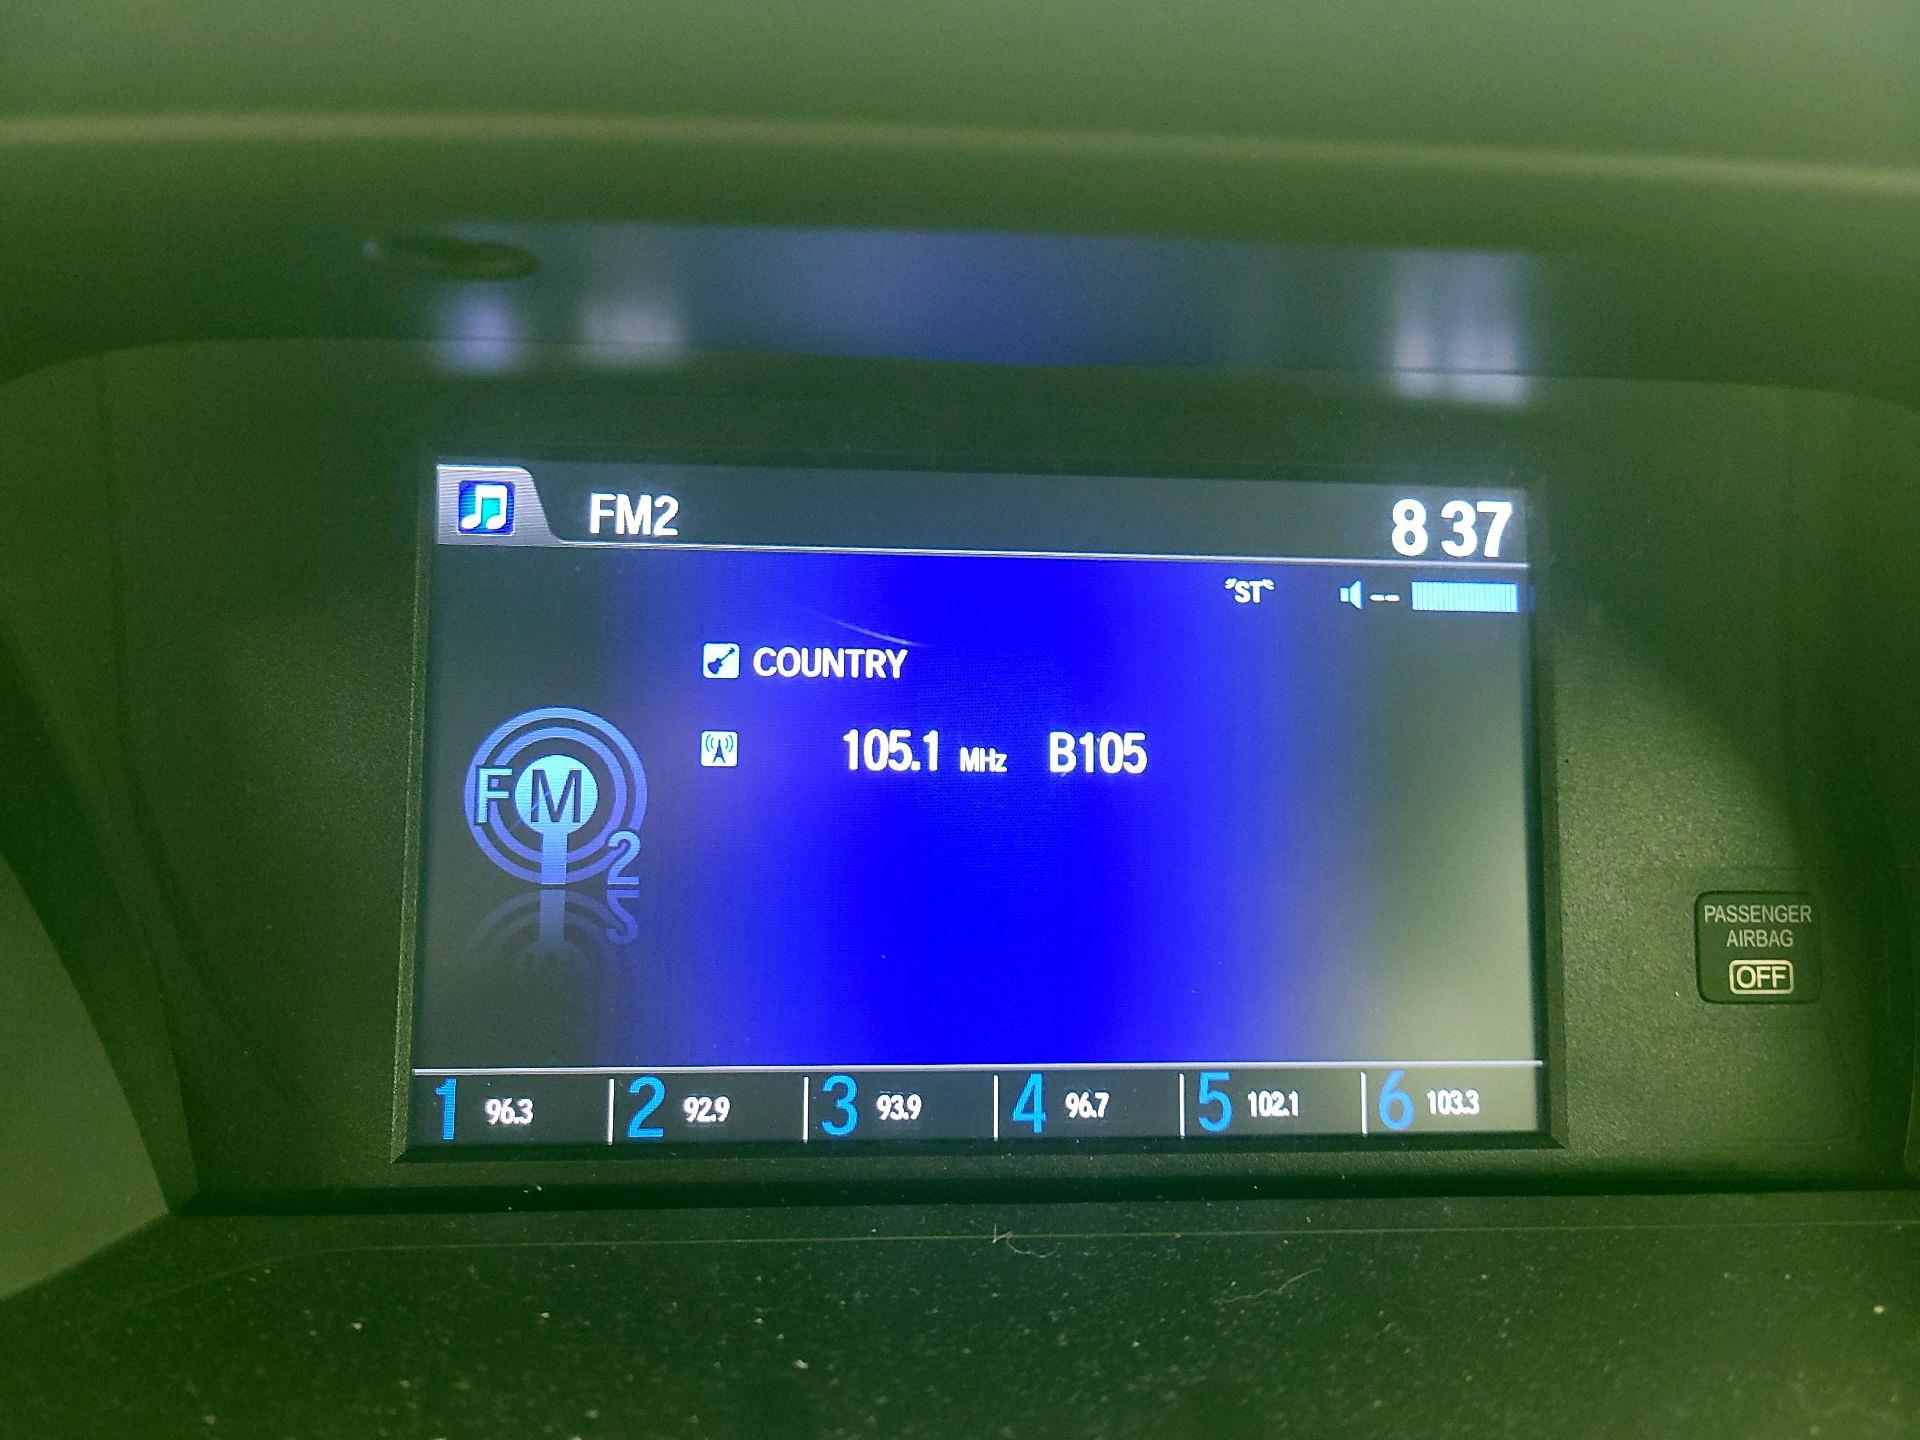 FM2 8 37
"ST"
--
COUNTRY
105.1 MHz B105
FM
2
1 96.3 2 92.9 3 93.9 4 96.7 5 102.1 6 103.3
PASSENGER
AIRBAG
OFF